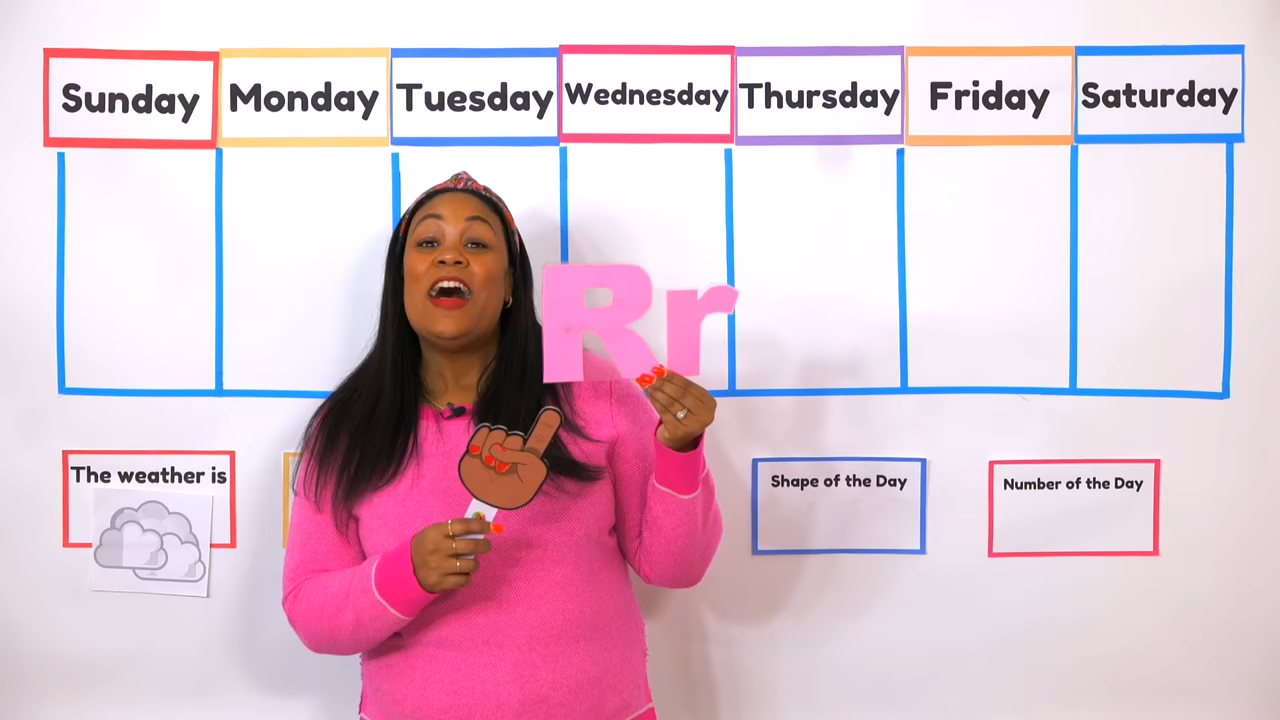 Sunday
Monday
Tuesday
Wednesday
Thursday
Friday
Saturday
Rr
The weather is
Shape of the Day
Number of the Day